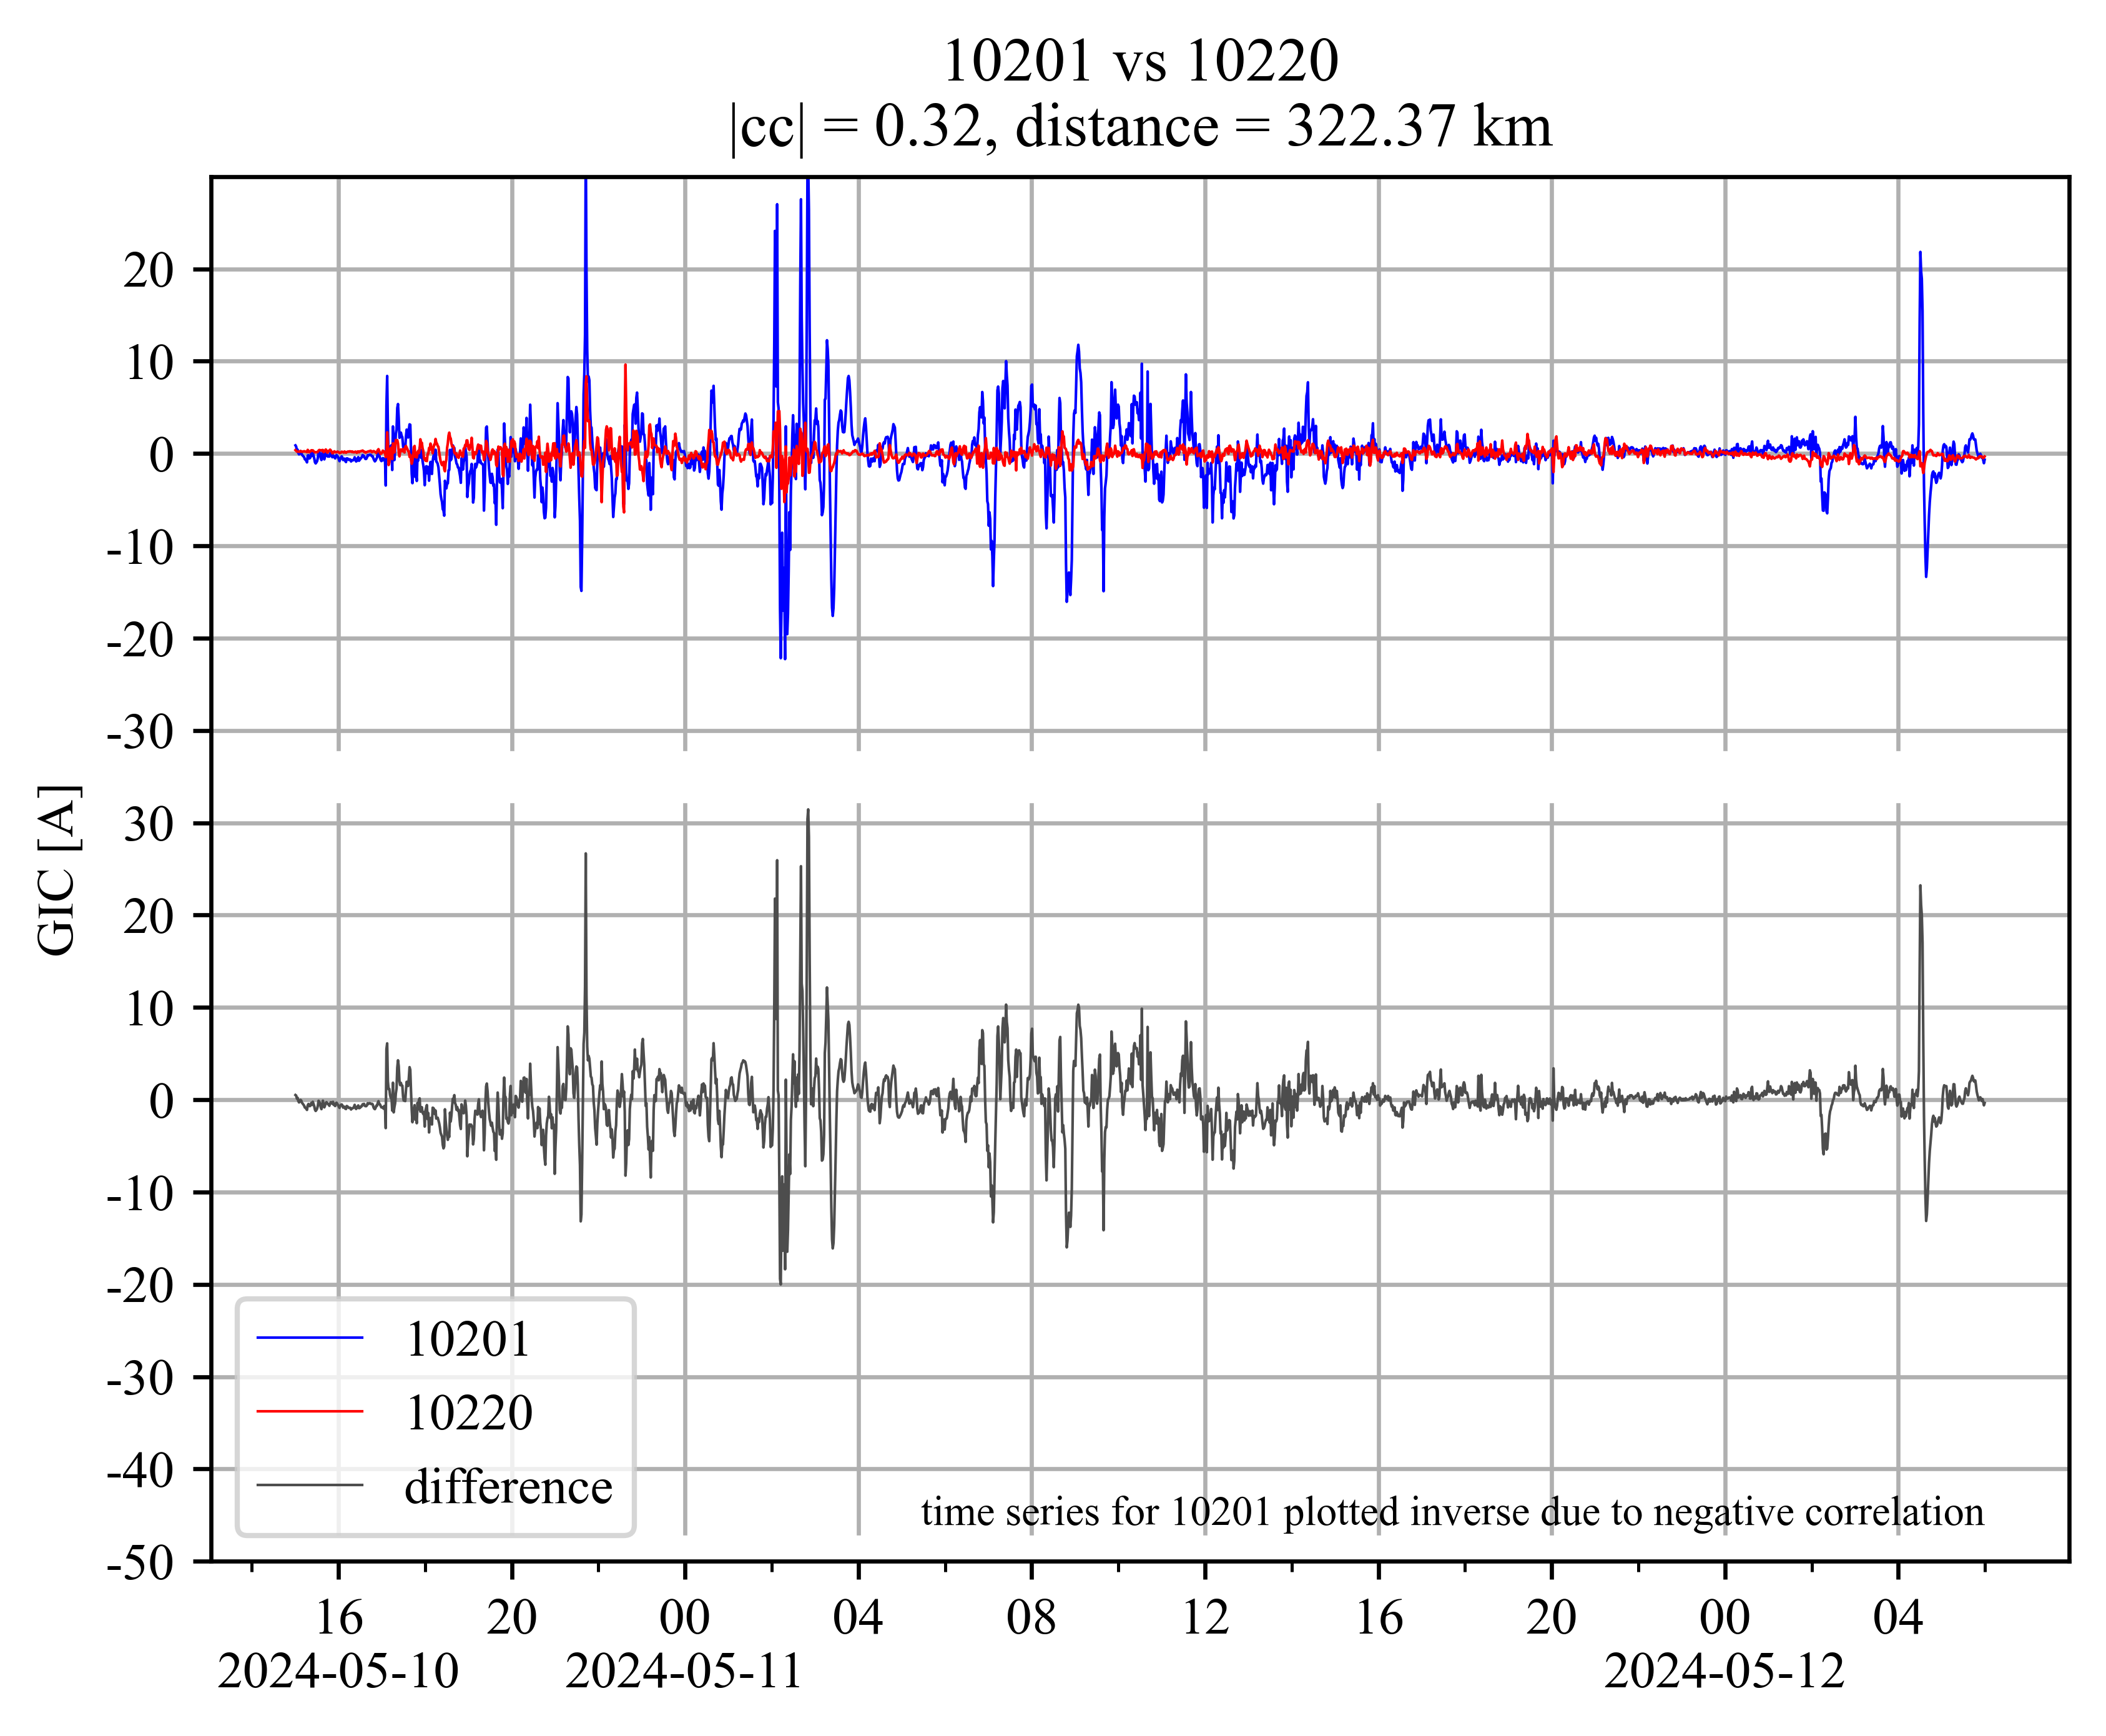 10201 vs 10220
|cc| = 0.32, distance = 322.37 km
20
10
0
-10
-20
-30
30
20
10
0
-10
-20
-30
-40
-50
GIC [A]
10201
10220
difference
time series for 10201 plotted inverse due to negative correlation
16 20 00 04 08 12 16 20 00 04
2024-05-10 2024-05-11 2024-05-12